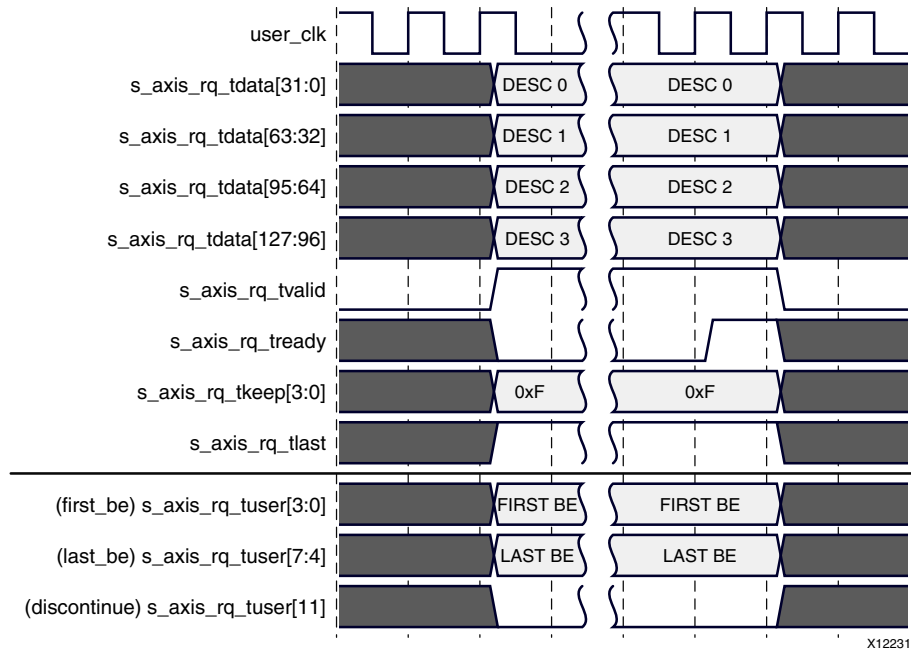 user_clk
s_axis_rq_tdata[31:0] DESC 0 DESC 0
s_axis_rq_tdata[63:32] DESC 1 DESC 1
s_axis_rq_tdata[95:64] DESC 2 DESC 2
s_axis_rq_tdata[127:96] DESC 3 DESC 3
s_axis_rq_tvalid
s_axis_rq_tready
s_axis_rq_tkeep[3:0] 0xF 0xF
s_axis_rq_tlast
(first_be) s_axis_rq_tuser[3:0] FIRST BE FIRST BE
(last_be) s_axis_rq_tuser[7:4] LAST BE LAST BE
(discontinue) s_axis_rq_tuser[11]
X12231